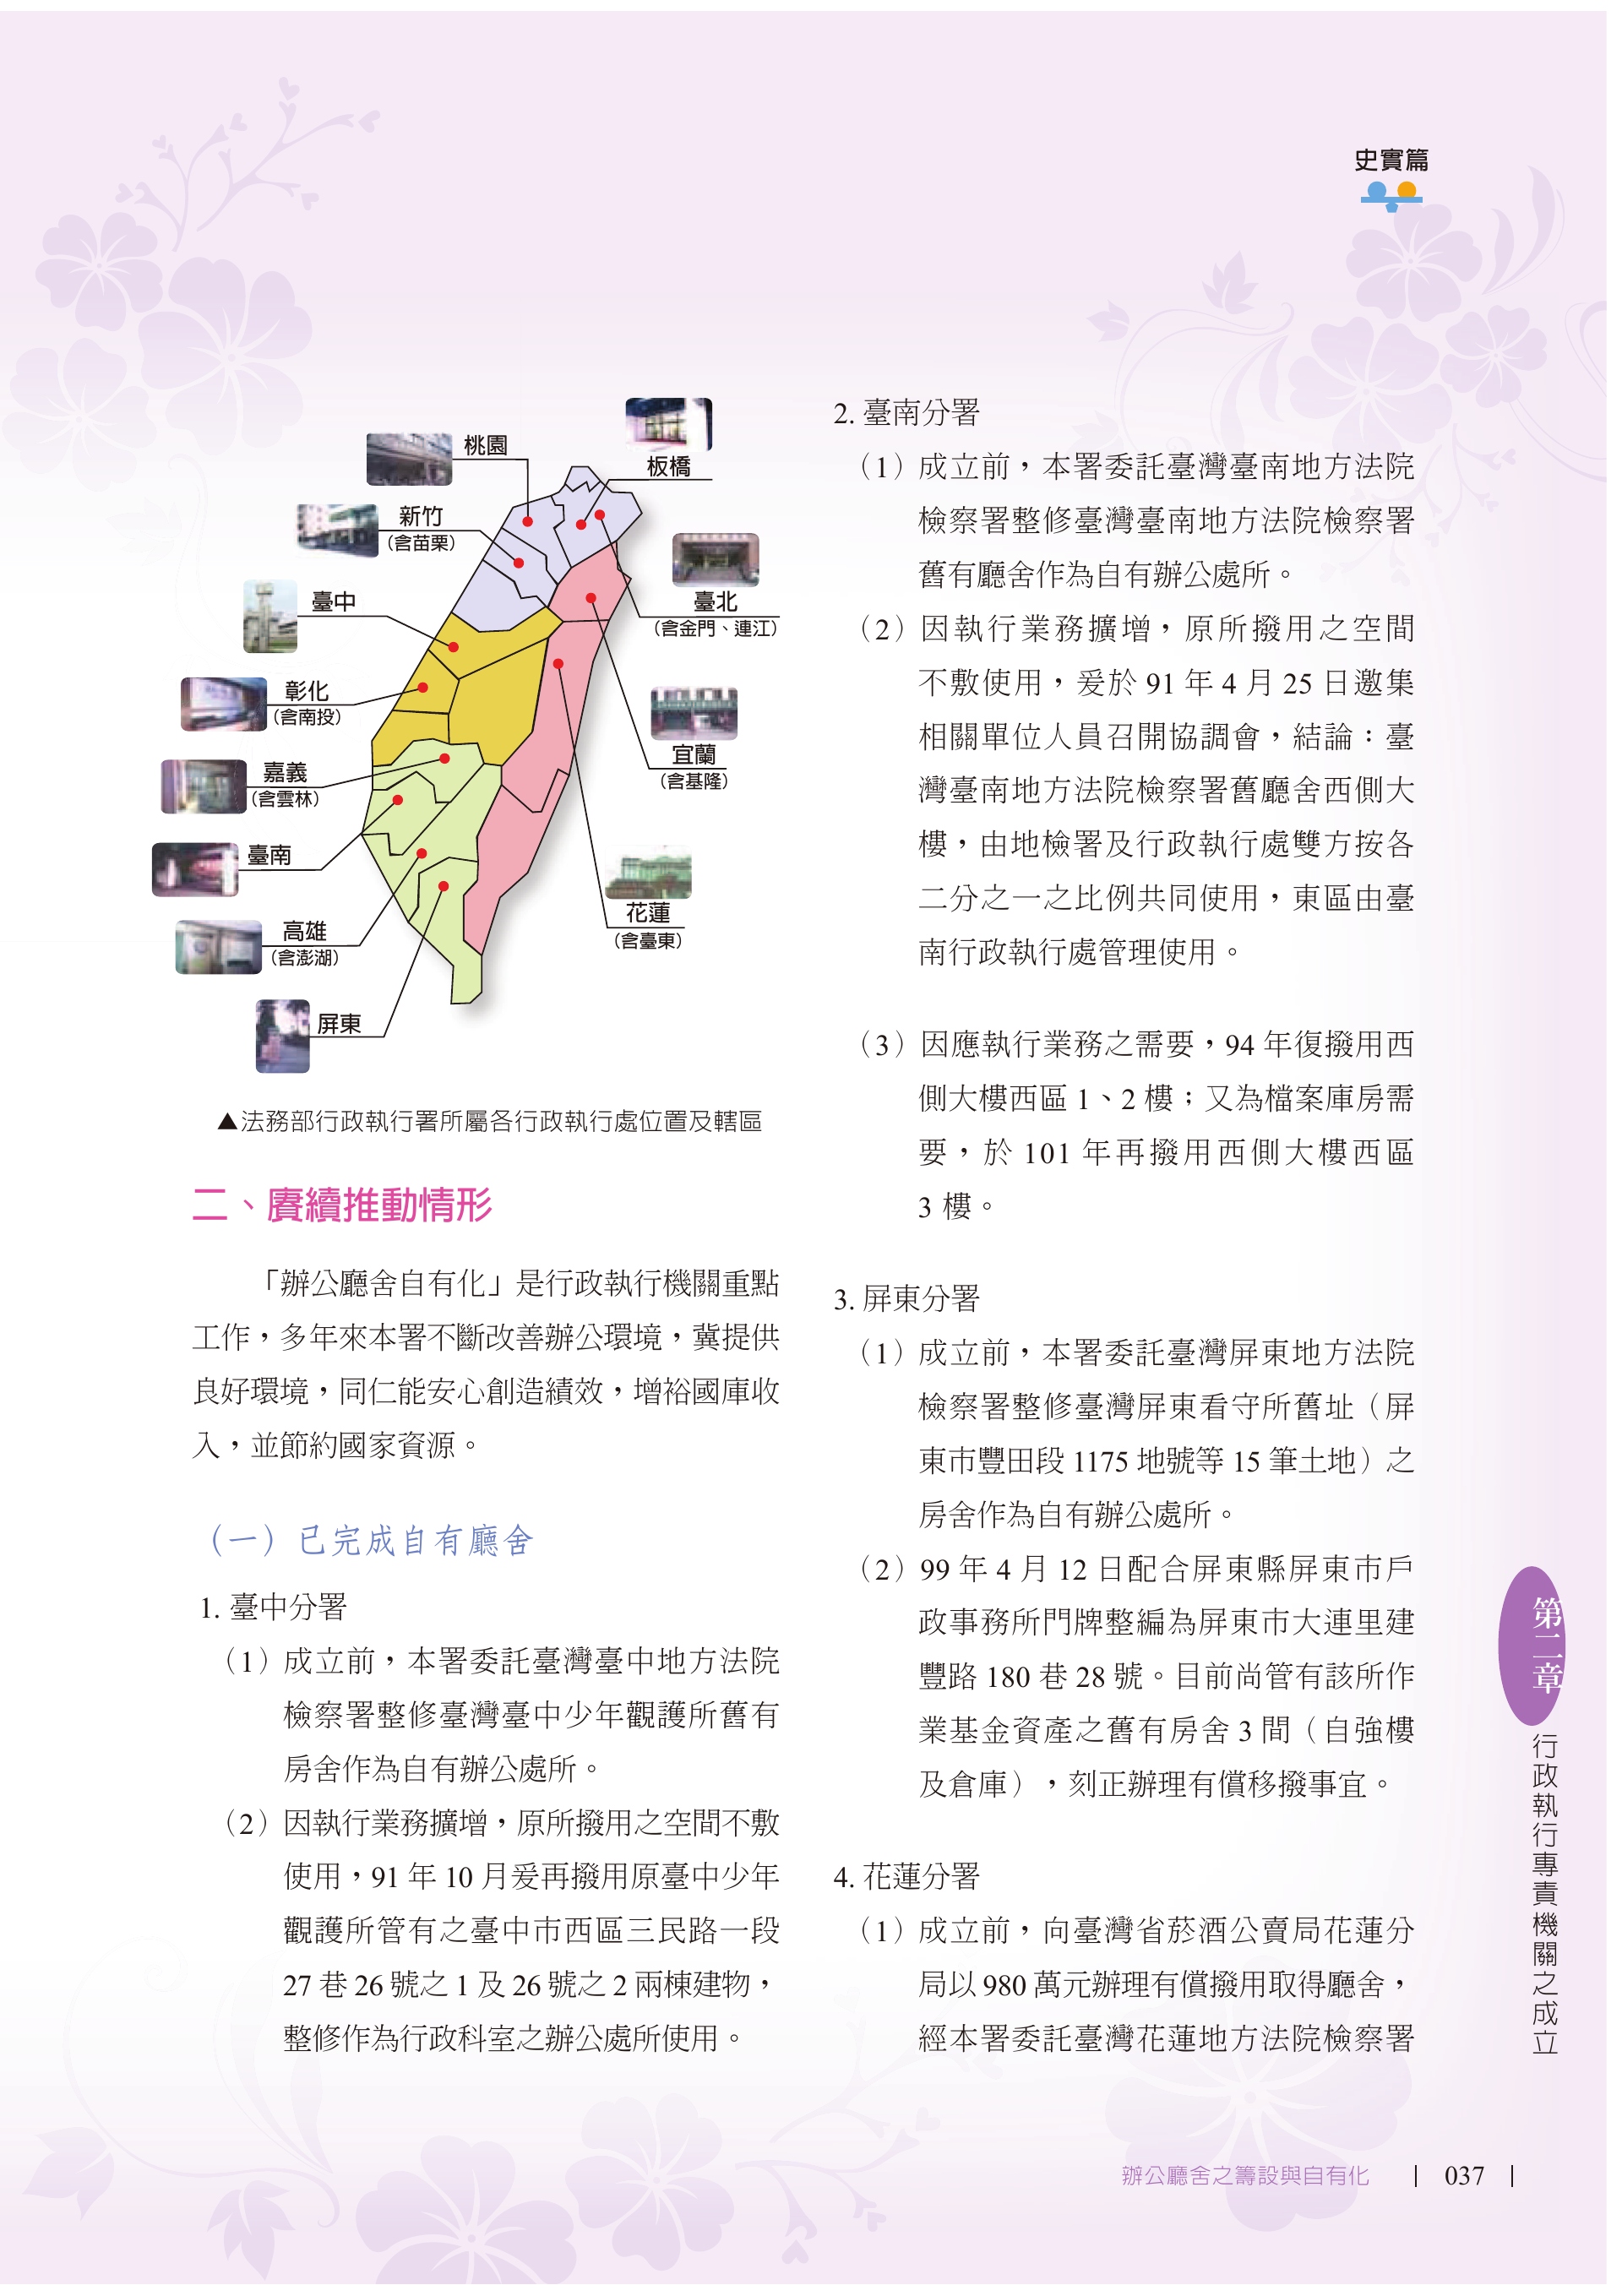 史實篇
桃園
板橋
新竹
（含苗栗）
臺中
臺北
（含金門、連江）
彰化
（含南投）
宜蘭
（含基隆）
嘉義
（含雲林）
臺南
花蓮
（含臺東）
高雄
（含澎湖）
屏東
▲法務部行政執行署所屬各行政執行處位置及轄區
二、賡續推動情形
「辦公廳舍自有化」是行政執行機關重點
工作，多年來本署不斷改善辦公環境，冀提供
良好環境，同仁能安心創造績效，增裕國庫收
入，並節約國家資源。
（一）已完成自有廳舍
1. 臺中分署
（1）成立前，本署委託臺灣臺中地方法院
檢察署整修臺灣臺中少年觀護所舊有
房舍作為自有辦公處所。
（2）因執行業務擴增，原所撥用之空間不敷
使用，91 年 10 月爰再撥用原臺中少年
觀護所管有之臺中市西區三民路一段
27 巷 26 號之 1 及 26 號之 2 兩棟建物，
整修作為行政科室之辦公處所使用。
2. 臺南分署
（1）成立前，本署委託臺灣臺南地方法院
檢察署整修臺灣臺南地方法院檢察署
舊有廳舍作為自有辦公處所。
（2）因執行業務擴增，原所撥用之空間
不敷使用，爰於 91 年 4 月 25 日邀集
相關單位人員召開協調會，結論：臺
灣臺南地方法院檢察署舊廳舍西側大
樓，由地檢署及行政執行處雙方按各
二分之一之比例共同使用，東區由臺
南行政執行處管理使用。
（3）因應執行業務之需要，94 年復撥用西
側大樓西區 1、2 樓；又為檔案庫房需
要，於 101 年再撥用西側大樓西區
3 樓。
3. 屏東分署
（1）成立前，本署委託臺灣屏東地方法院
檢察署整修臺灣屏東看守所舊址（屏
東市豐田段 1175 地號等 15 筆土地）之
房舍作為自有辦公處所。
（2）99 年 4 月 12 日配合屏東縣屏東市戶
政事務所門牌整編為屏東市大連里建
豐路 180 巷 28 號。目前尚管有該所作
業基金資產之舊有房舍 3 間（自強樓
及倉庫），刻正辦理有償移撥事宜。
4. 花蓮分署
（1）成立前，向臺灣省菸酒公賣局花蓮分
局以 980 萬元辦理有償撥用取得廳舍，
經本署委託臺灣花蓮地方法院檢察署
第二章
行政執行專責機關之成立
辦公廳舍之籌設與自有化 | 037 |